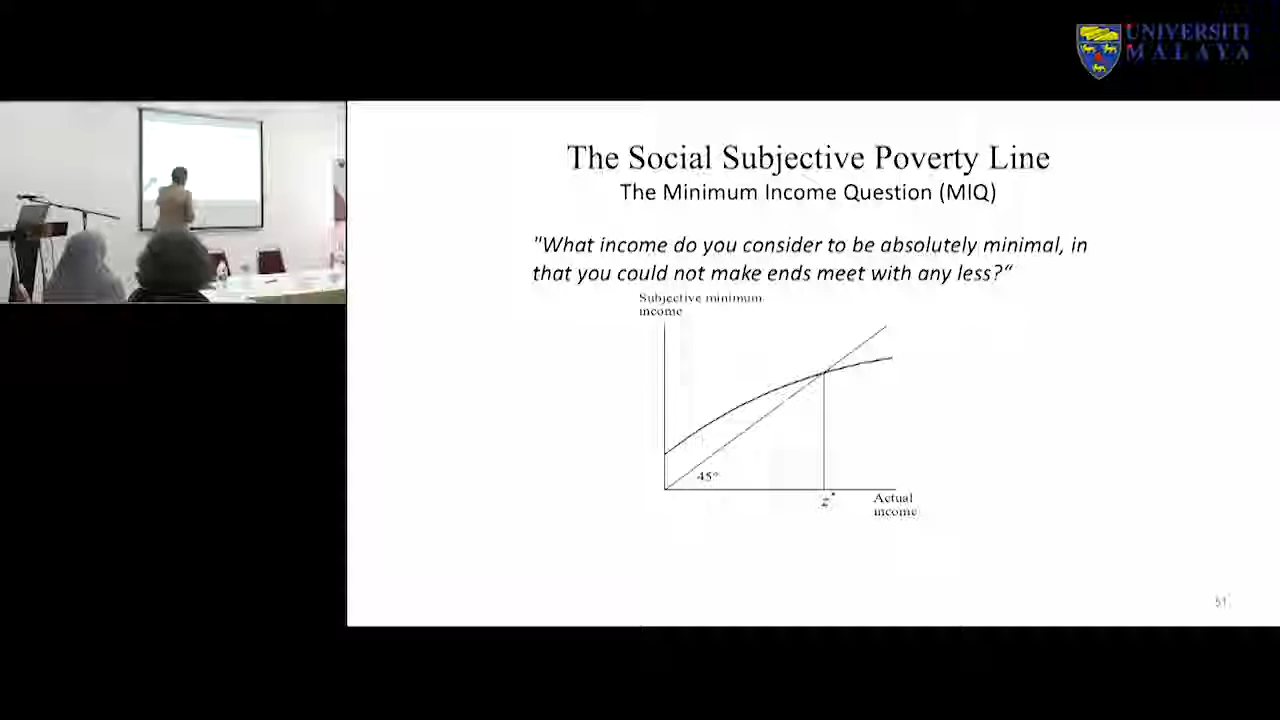 UNIVERSITI
MALAYA
The Social Subjective Poverty Line
The Minimum Income Question (MIQ)
"What income do you consider to be absolutely minimal, in
that you could not make ends meet with any less?“
Subjective minimum
income
45°
z*
Actual
income
51